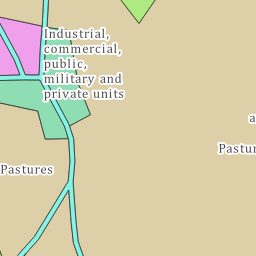 Industrial,
commercial,
public,
military and
private units
a
Pastur
Pastures